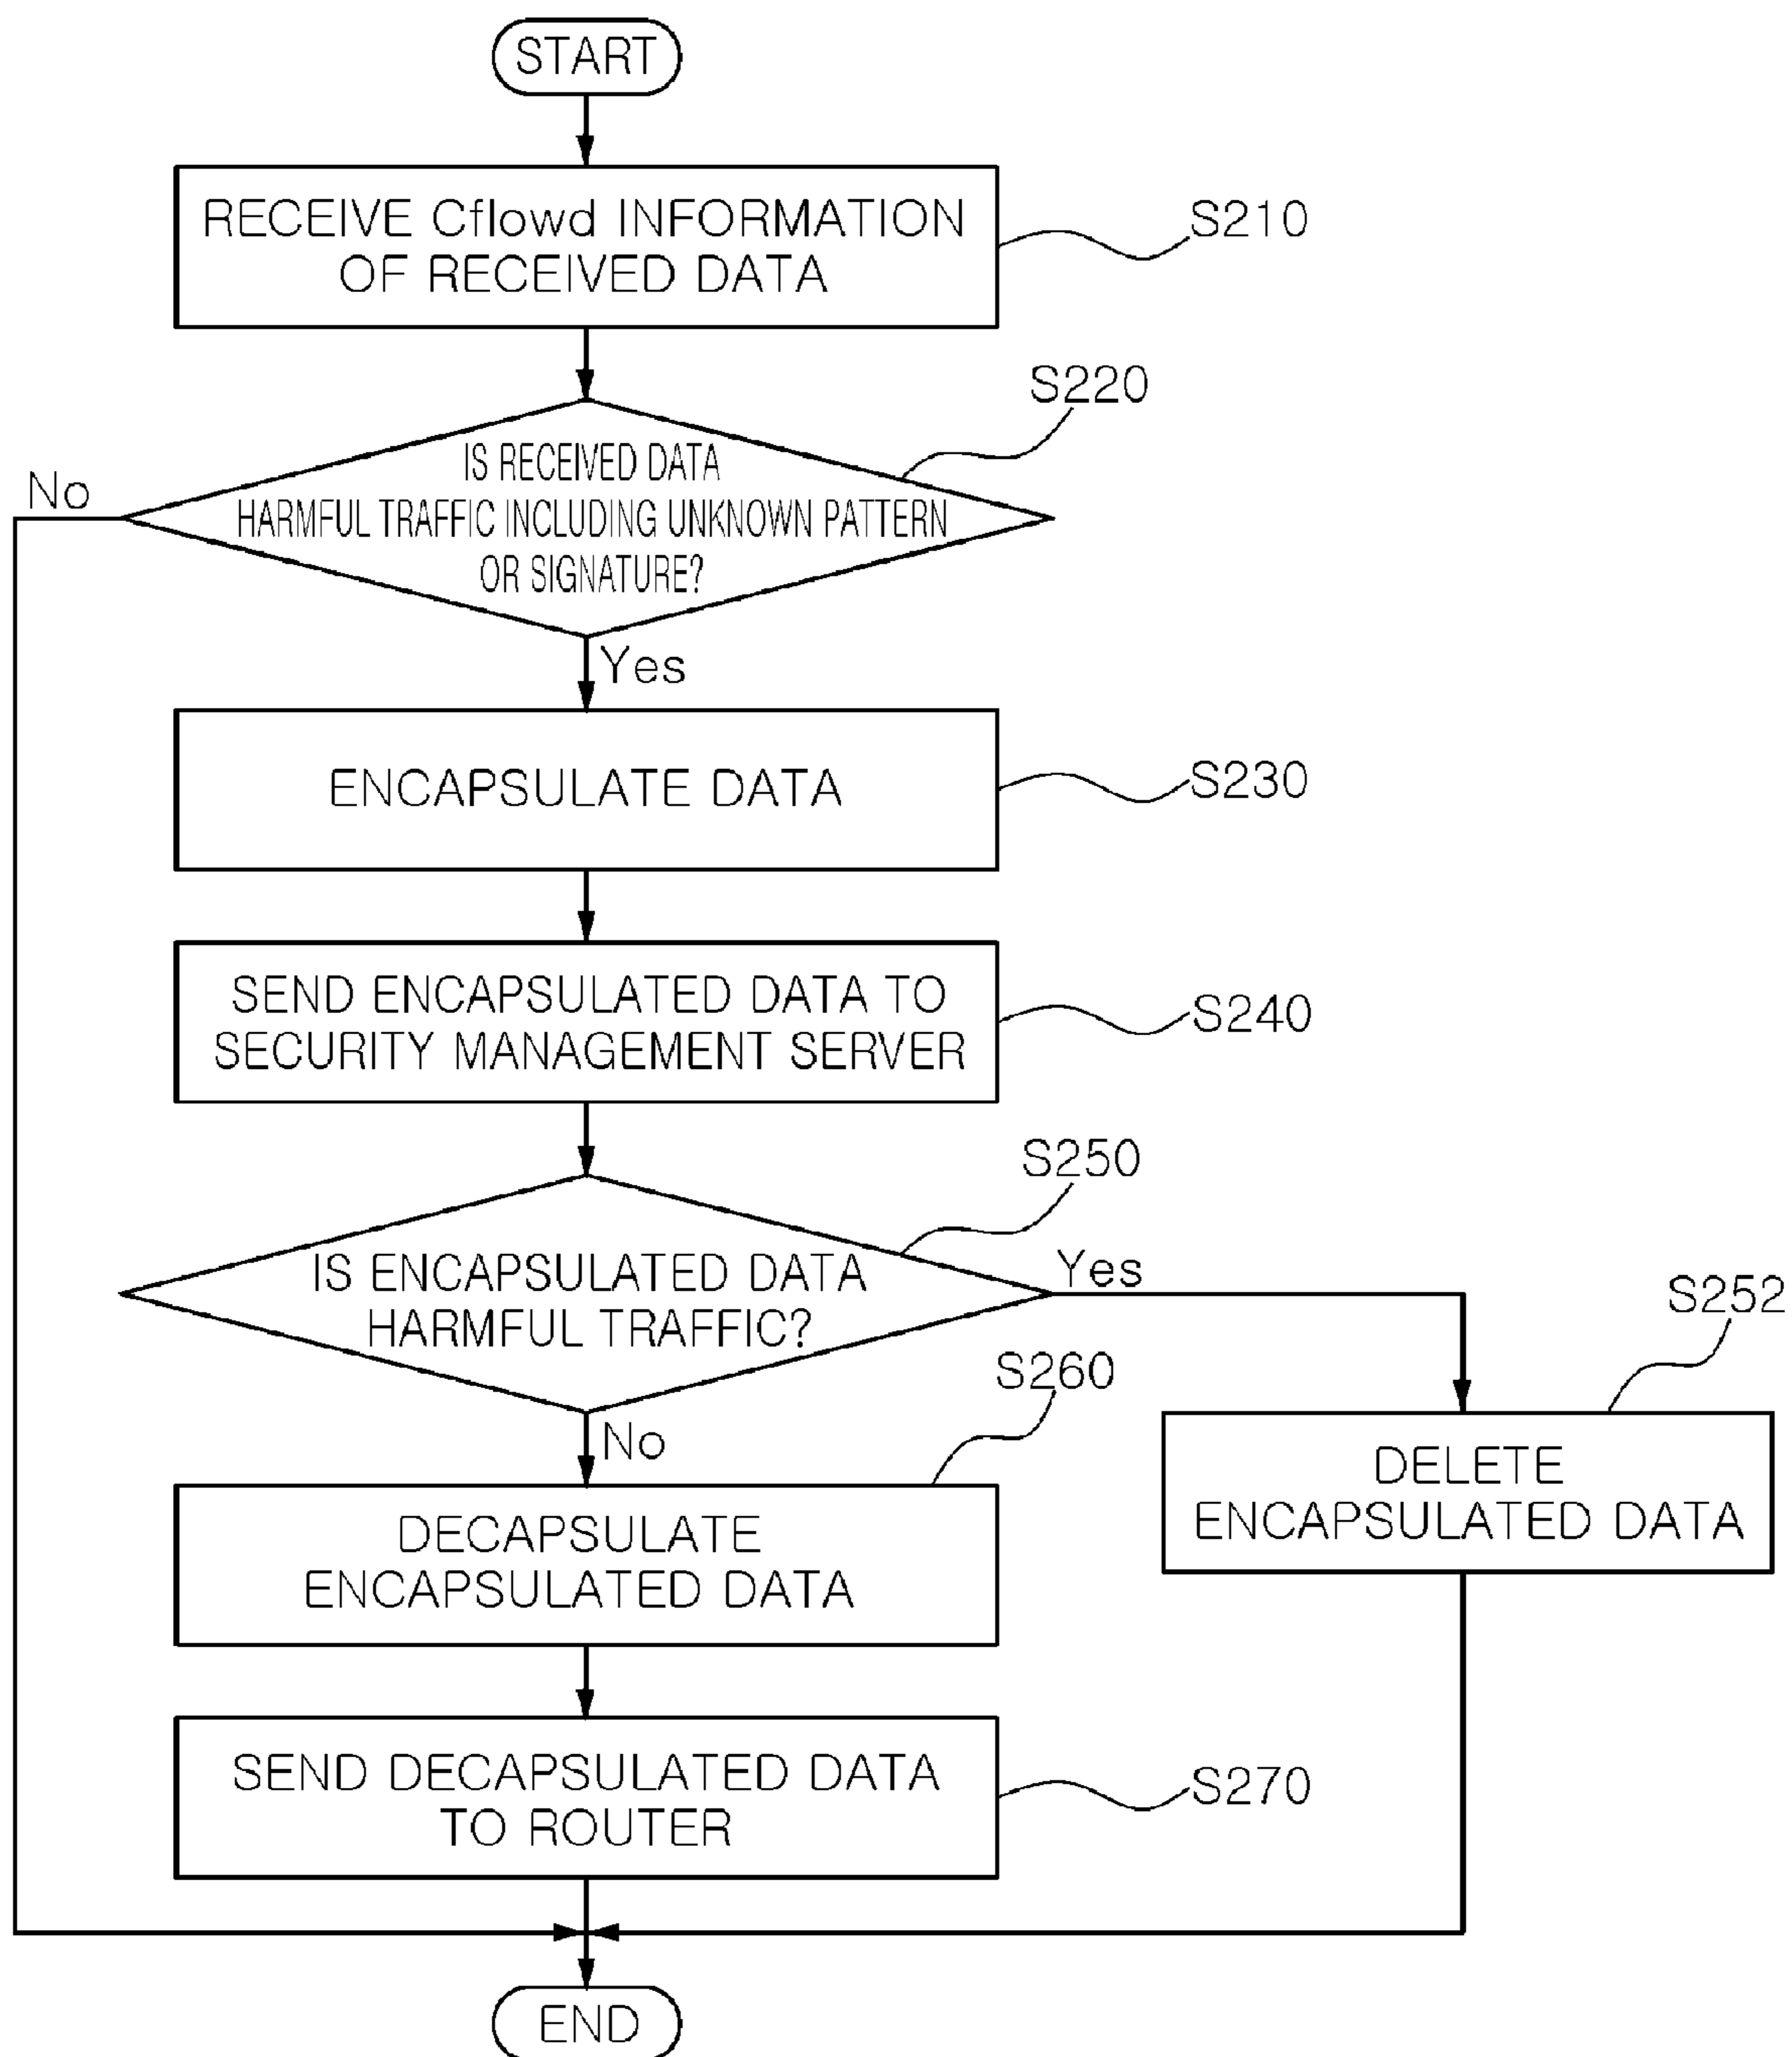 START
RECEIVE Cflowd INFORMATION
OF RECEIVED DATA
S210
S220
IS RECEIVED DATA
HARMFUL TRAFFIC INCLUDING UNKNOWN PATTERN
OR SIGNATURE?
No
Yes
ENCAPSULATE DATA
S230
SEND ENCAPSULATED DATA TO
SECURITY MANAGEMENT SERVER
S240
S250
IS ENCAPSULATED DATA
HARMFUL TRAFFIC?
Yes
S252
No
S260
DELETE
ENCAPSULATED DATA
DECAPSULATE
ENCAPSULATED DATA
SEND DECAPSULATED DATA
TO ROUTER
S270
END